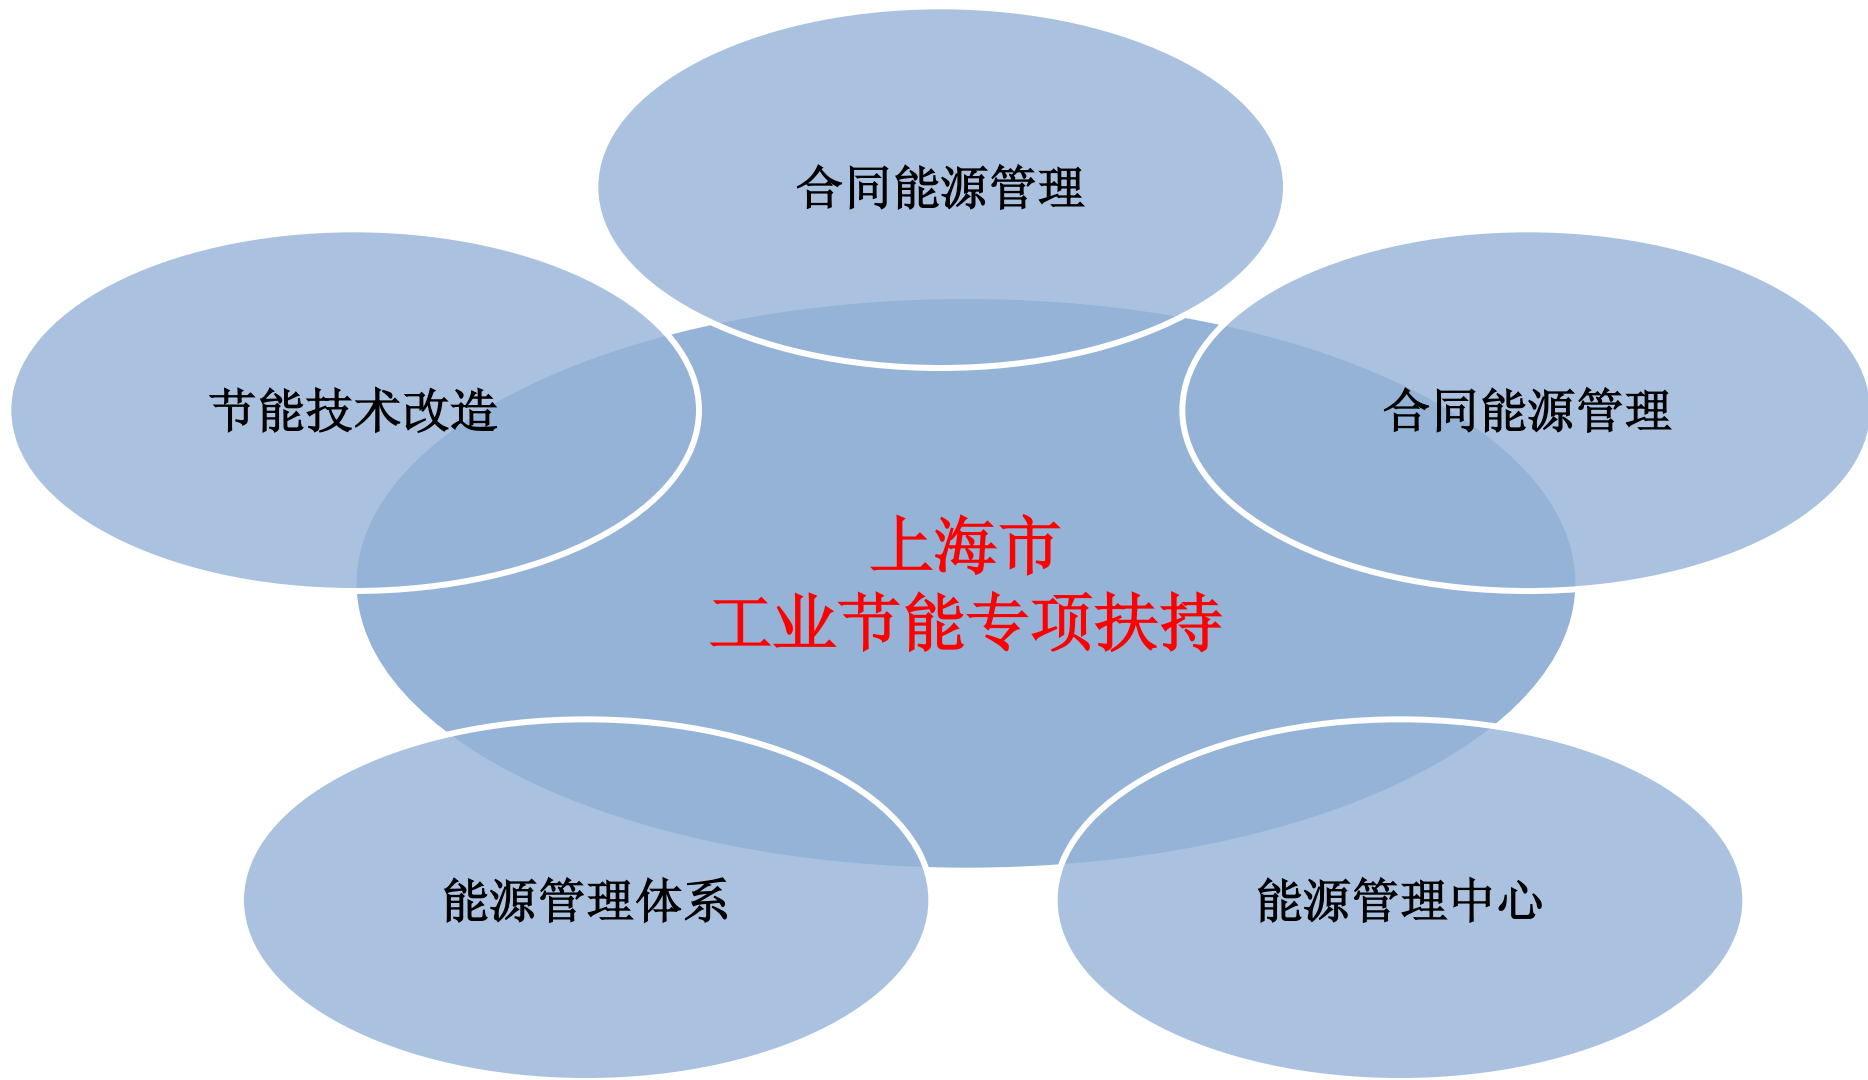 合同能源管理
节能技术改造
合同能源管理
上海市
工业节能专项扶持
能源管理体系
能源管理中心